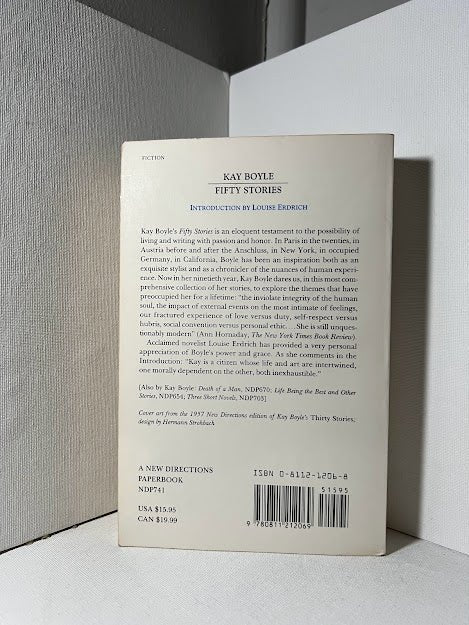 FICTION
KAY BOYLE
FIFTY STORIES
INTRODUCTION BY LOUISE ERDRICH
Kay Boyle's Fifty Stories is an eloquent testament to the possibility of
living and writing with passion and honor. In Paris in the twenties, in
Austria before and after the Anschluss, in New York, in occupied
Germany, in California, Boyle has been an inspiration both as an
exquisite stylist and as a chronicler of the nuances of human experi-
ence. Now in her ninetieth year, Kay Boyle dares us, in this most com-
prehensive collection of her stories, to explore the themes that have
preoccupied her for a lifetime: "the inviolate integrity of the human
soul, the impact of external events on the most intimate of feelings,
our fractured experience of love versus duty, self-respect versus
hubris, social convention versus personal ethic. . . She is still unques-
tionably modern" (Ann Hornaday, The New York Times Book Review).
Acclaimed novelist Louise Erdrich has provided a very personal
appreciation of Boyle's power and grace. As she comments in the
Introduction: "Kay is a citizen whose life and art are intertwined,
one morally dependent on the other, both inexhaustible."
[Also by Kay Boyle: Death of a Man, NDP670; Life Being the Best and Other
Stories, NDP654; Three Short Novels, NDP703]
Cover art from the 1957 New Directions edition of Kay Boyle's Thirty Stories;
design by Hermann Strohbach
A NEW DIRECTIONS
PAPERBOOK
NDP741
USA $15.95
CAN $19.99
ISBN 0-8112-1206-8
51595
9 780811 212069